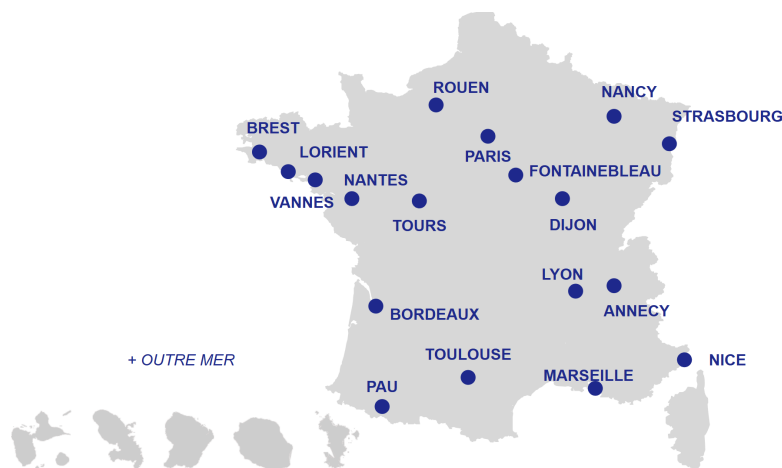 ROUEN
NANCY
STRASBOURG
BREST
LORIENT
PARIS
FONTAINEBLEAU
NANTES
VANNES
TOURS
DIJON
LYON
ANNECY
BORDEAUX
TOULOUSE
+ OUTRE MER
NICE
MARSEILLE
PAU